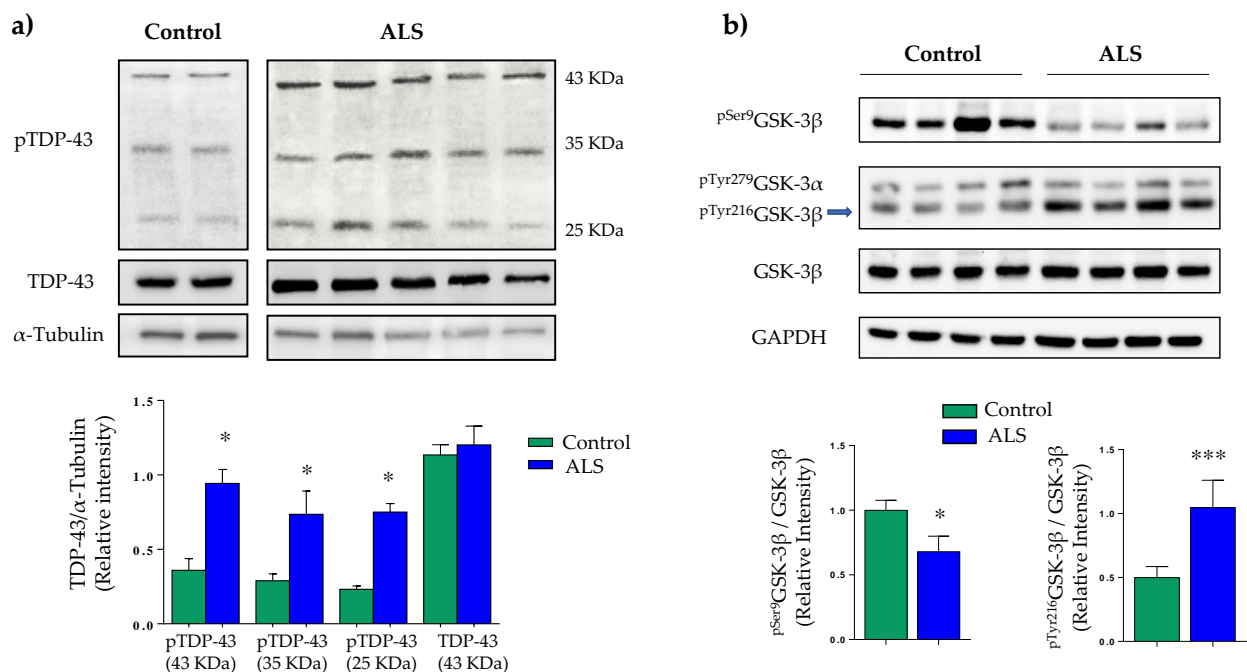 a)
Control ALS
pTDP-43
43 KDa
35 KDa
25 KDa
TDP-43
α-Tubulin
TDP-43/α-Tubulin
(Relative intensity)
1.5
1.0
0.5
0.0
* * *
Control
ALS
pTDP-43 pTDP-43 pTDP-43 TDP-43
(43 KDa) (35 KDa) (25 KDa) (43 KDa)
b)
Control ALS
pSer9GSK-3β
pTyr279GSK-3α
pTyr216GSK-3β
GSK-3β
GAPDH
Control
ALS
pSer9GSK-3β / GSK-3β
(Relative Intensity)
1.5
1.0
0.5
0.0
*
pTyr216GSK-3β / GSK-3β
(Relative Intensity)
1.5
1.0
0.5
0.0
***